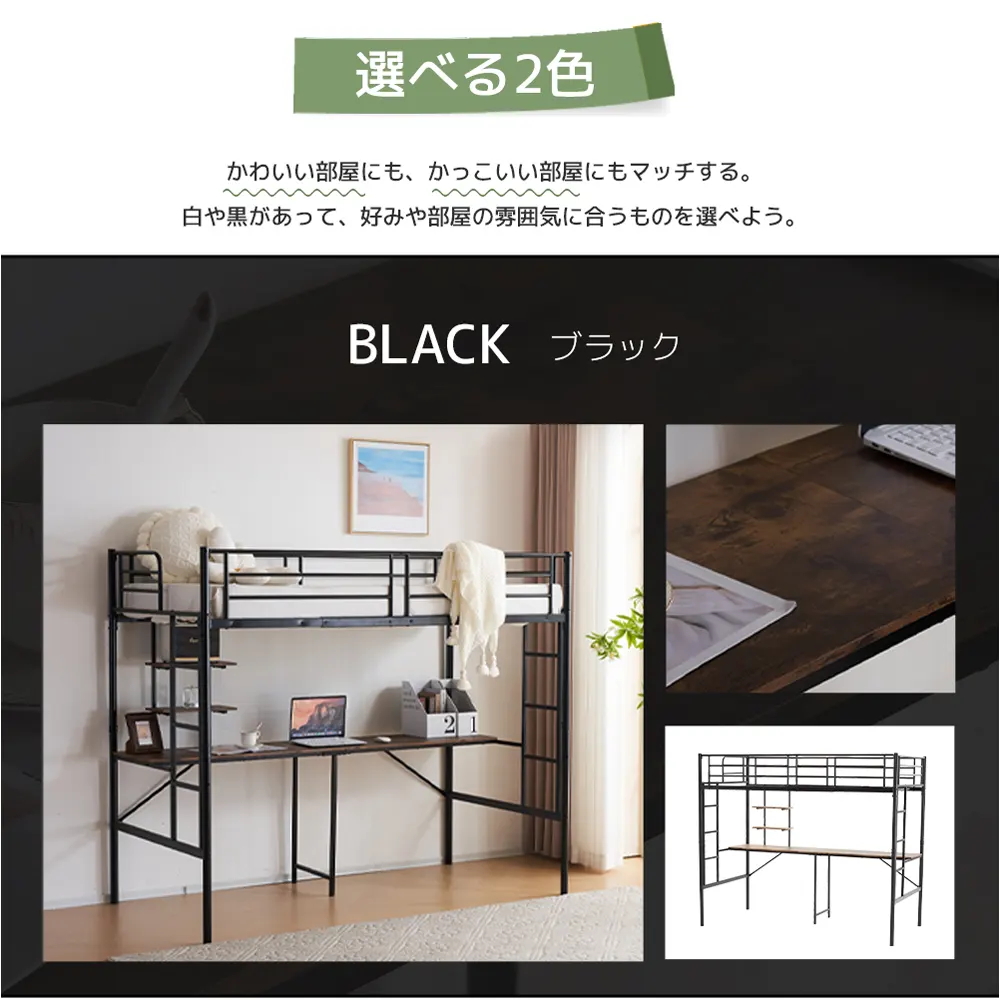 選べる2色
かわいい部屋にも、かっこいい部屋にもマッチする。
白や黒があって、好みや部屋の雰囲気に合うものを選べよう。
BLACK ブラック
2 1